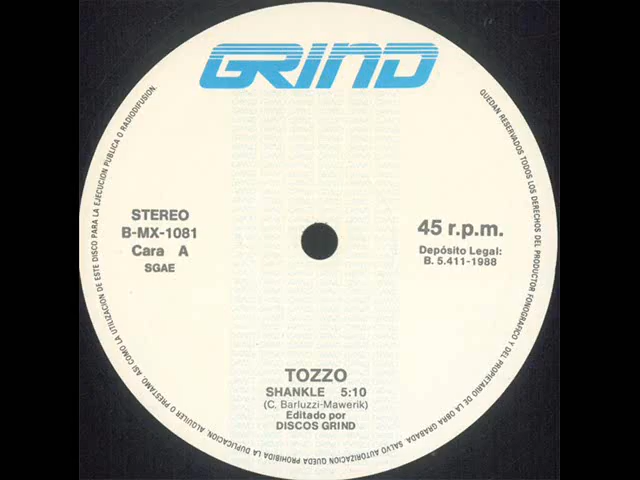 GRIND
QUEDAN RESERVADOS TODOS LOS DERECHOS DEL PRODUCTOR FONOGRAFICO Y DEL PROPIETARIO DE LA OBRA GRABADA. SALVO AUTORIZACION QUEDA PROHIBIDA LA DUPLICACION, ALQUILER O PRESTAMO, ASI COMO LA UTILIZACION DE ESTE DISCO PARA LA EJECUCION PUBLICA O RADIODIFUSION.
STEREO
B-MX-1081
Cara A
SGAE
45 r.p.m.
Depósito Legal:
B. 5.411-1988
TOZZO
SHANKLE 5:10
(C. Barluzzi-Mawerik)
Editado por
DISCOS GRIND